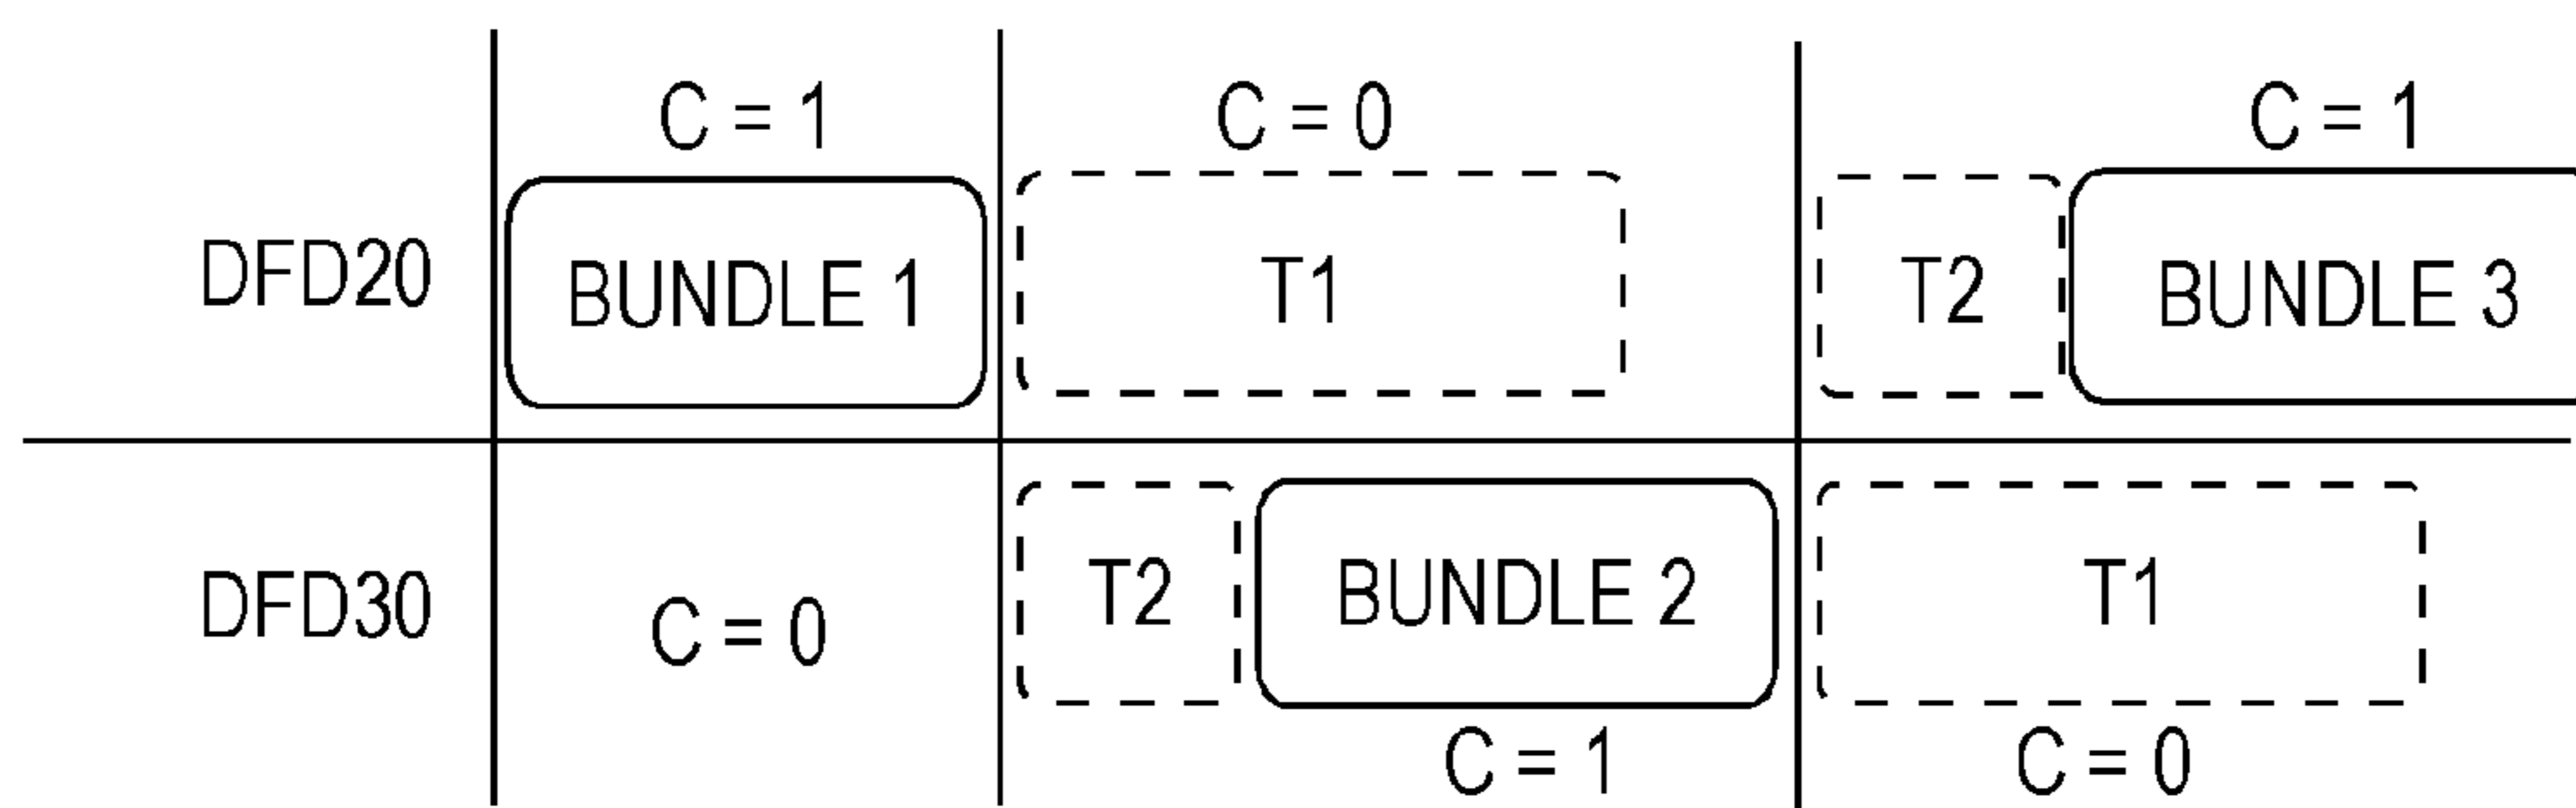 C = 1 C = 0 C = 1
DFD20 BUNDLE 1 T1 T2 BUNDLE 3
DFD30 C = 0 T2 BUNDLE 2 T1
C = 1 C = 0